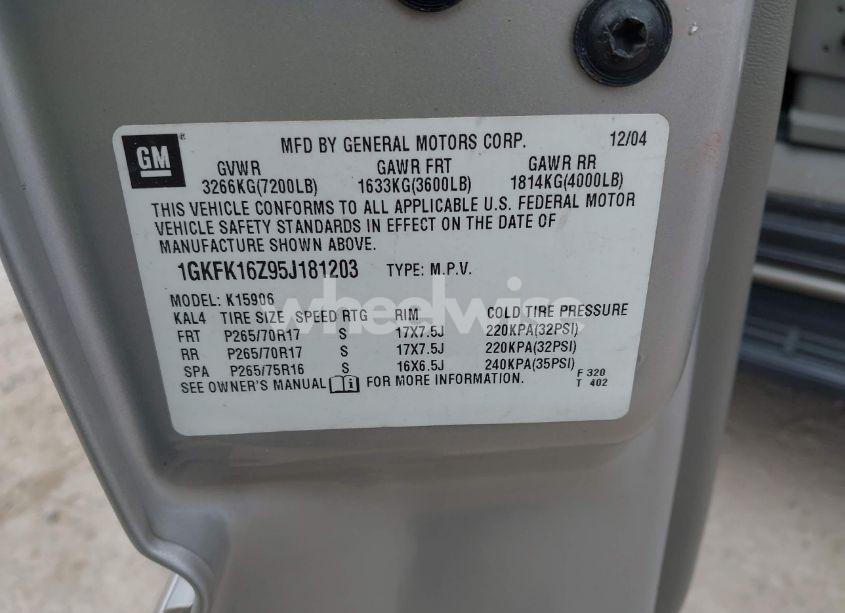 GM ® MFD BY GENERAL MOTORS CORP. 12/04
GVWR GAWR FRT GAWR RR
3266KG(7200LB) 1633KG(3600LB) 1814KG(4000LB)
THIS VEHICLE CONFORMS TO ALL APPLICABLE U.S. FEDERAL MOTOR
VEHICLE SAFETY STANDARDS IN EFFECT ON THE DATE OF
MANUFACTURE SHOWN ABOVE.
1GKFK16Z95J181203 TYPE: M.P.V.
MODEL: K15906
wheelwise
KAL4 TIRE SIZE SPEED RTG RIM COLD TIRE PRESSURE
FRT P265/70R17 S 17X7.5J 220KPA(32PSI)
RR P265/70R17 S 17X7.5J 220KPA(32PSI)
SPA P265/75R16 S 16X6.5J 240KPA(35PSI)
SEE OWNER'S MANUAL FOR MORE INFORMATION.
F 320
T 402